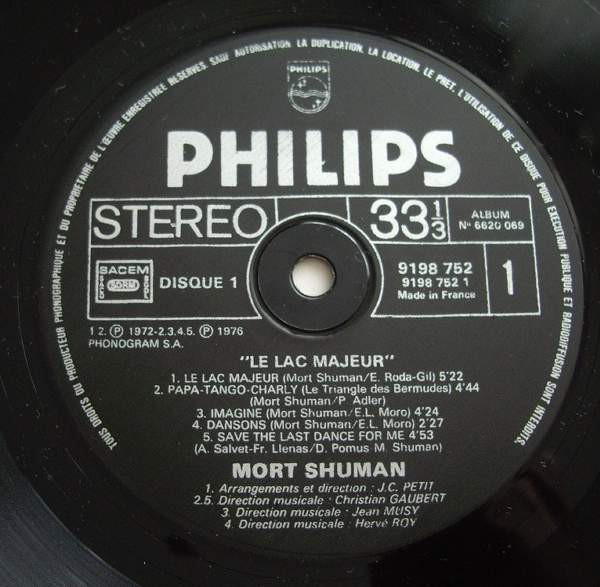 TOUS DROITS DU PRODUCTEUR PHONOGRAPHIQUE ET DU PROPRIETAIRE DE L'ŒUVRE ENREGISTREE RESERVES. SAUF AUTORISATION LA DUPLICATION, LA LOCATION, LE PRET, L'UTILISATION DE CE DISQUE POUR EXECUTION PUBLIQUE ET RADIODIFFUSION SONT INTERDITS.
PHILIPS
PHILIPS
STEREO
33 1/3
ALBUM
N° 6620 069
SACEM
DISQUE 1
9198 752
9198 752 1
Made in France
1
1 2. Ⓟ 1972-2.3.4.5. Ⓟ 1976
PHONOGRAM S.A.
"LE LAC MAJEUR"
1. LE LAC MAJEUR (Mort Shuman/E. Roda-Gil) 5'22
2. PAPA-TANGO-CHARLY (Le Triangle des Bermudes) 4'44
(Mort Shuman/P. Adler)
3. IMAGINE (Mort Shuman/E.L. Moro) 4'24
4. DANSONS (Mort Shuman/E.L. Moro) 2'27
5. SAVE THE LAST DANCE FOR ME 4'53
(A. Salvet-Fr. Llenas/D. Pomus M. Shuman)
MORT SHUMAN
1. Arrangements et direction : J.C. PETIT
2.5. Direction musicale : Christian GAUBERT
3. Direction musicale : Jean MUSY
4. Direction musicale : Hervé ROY